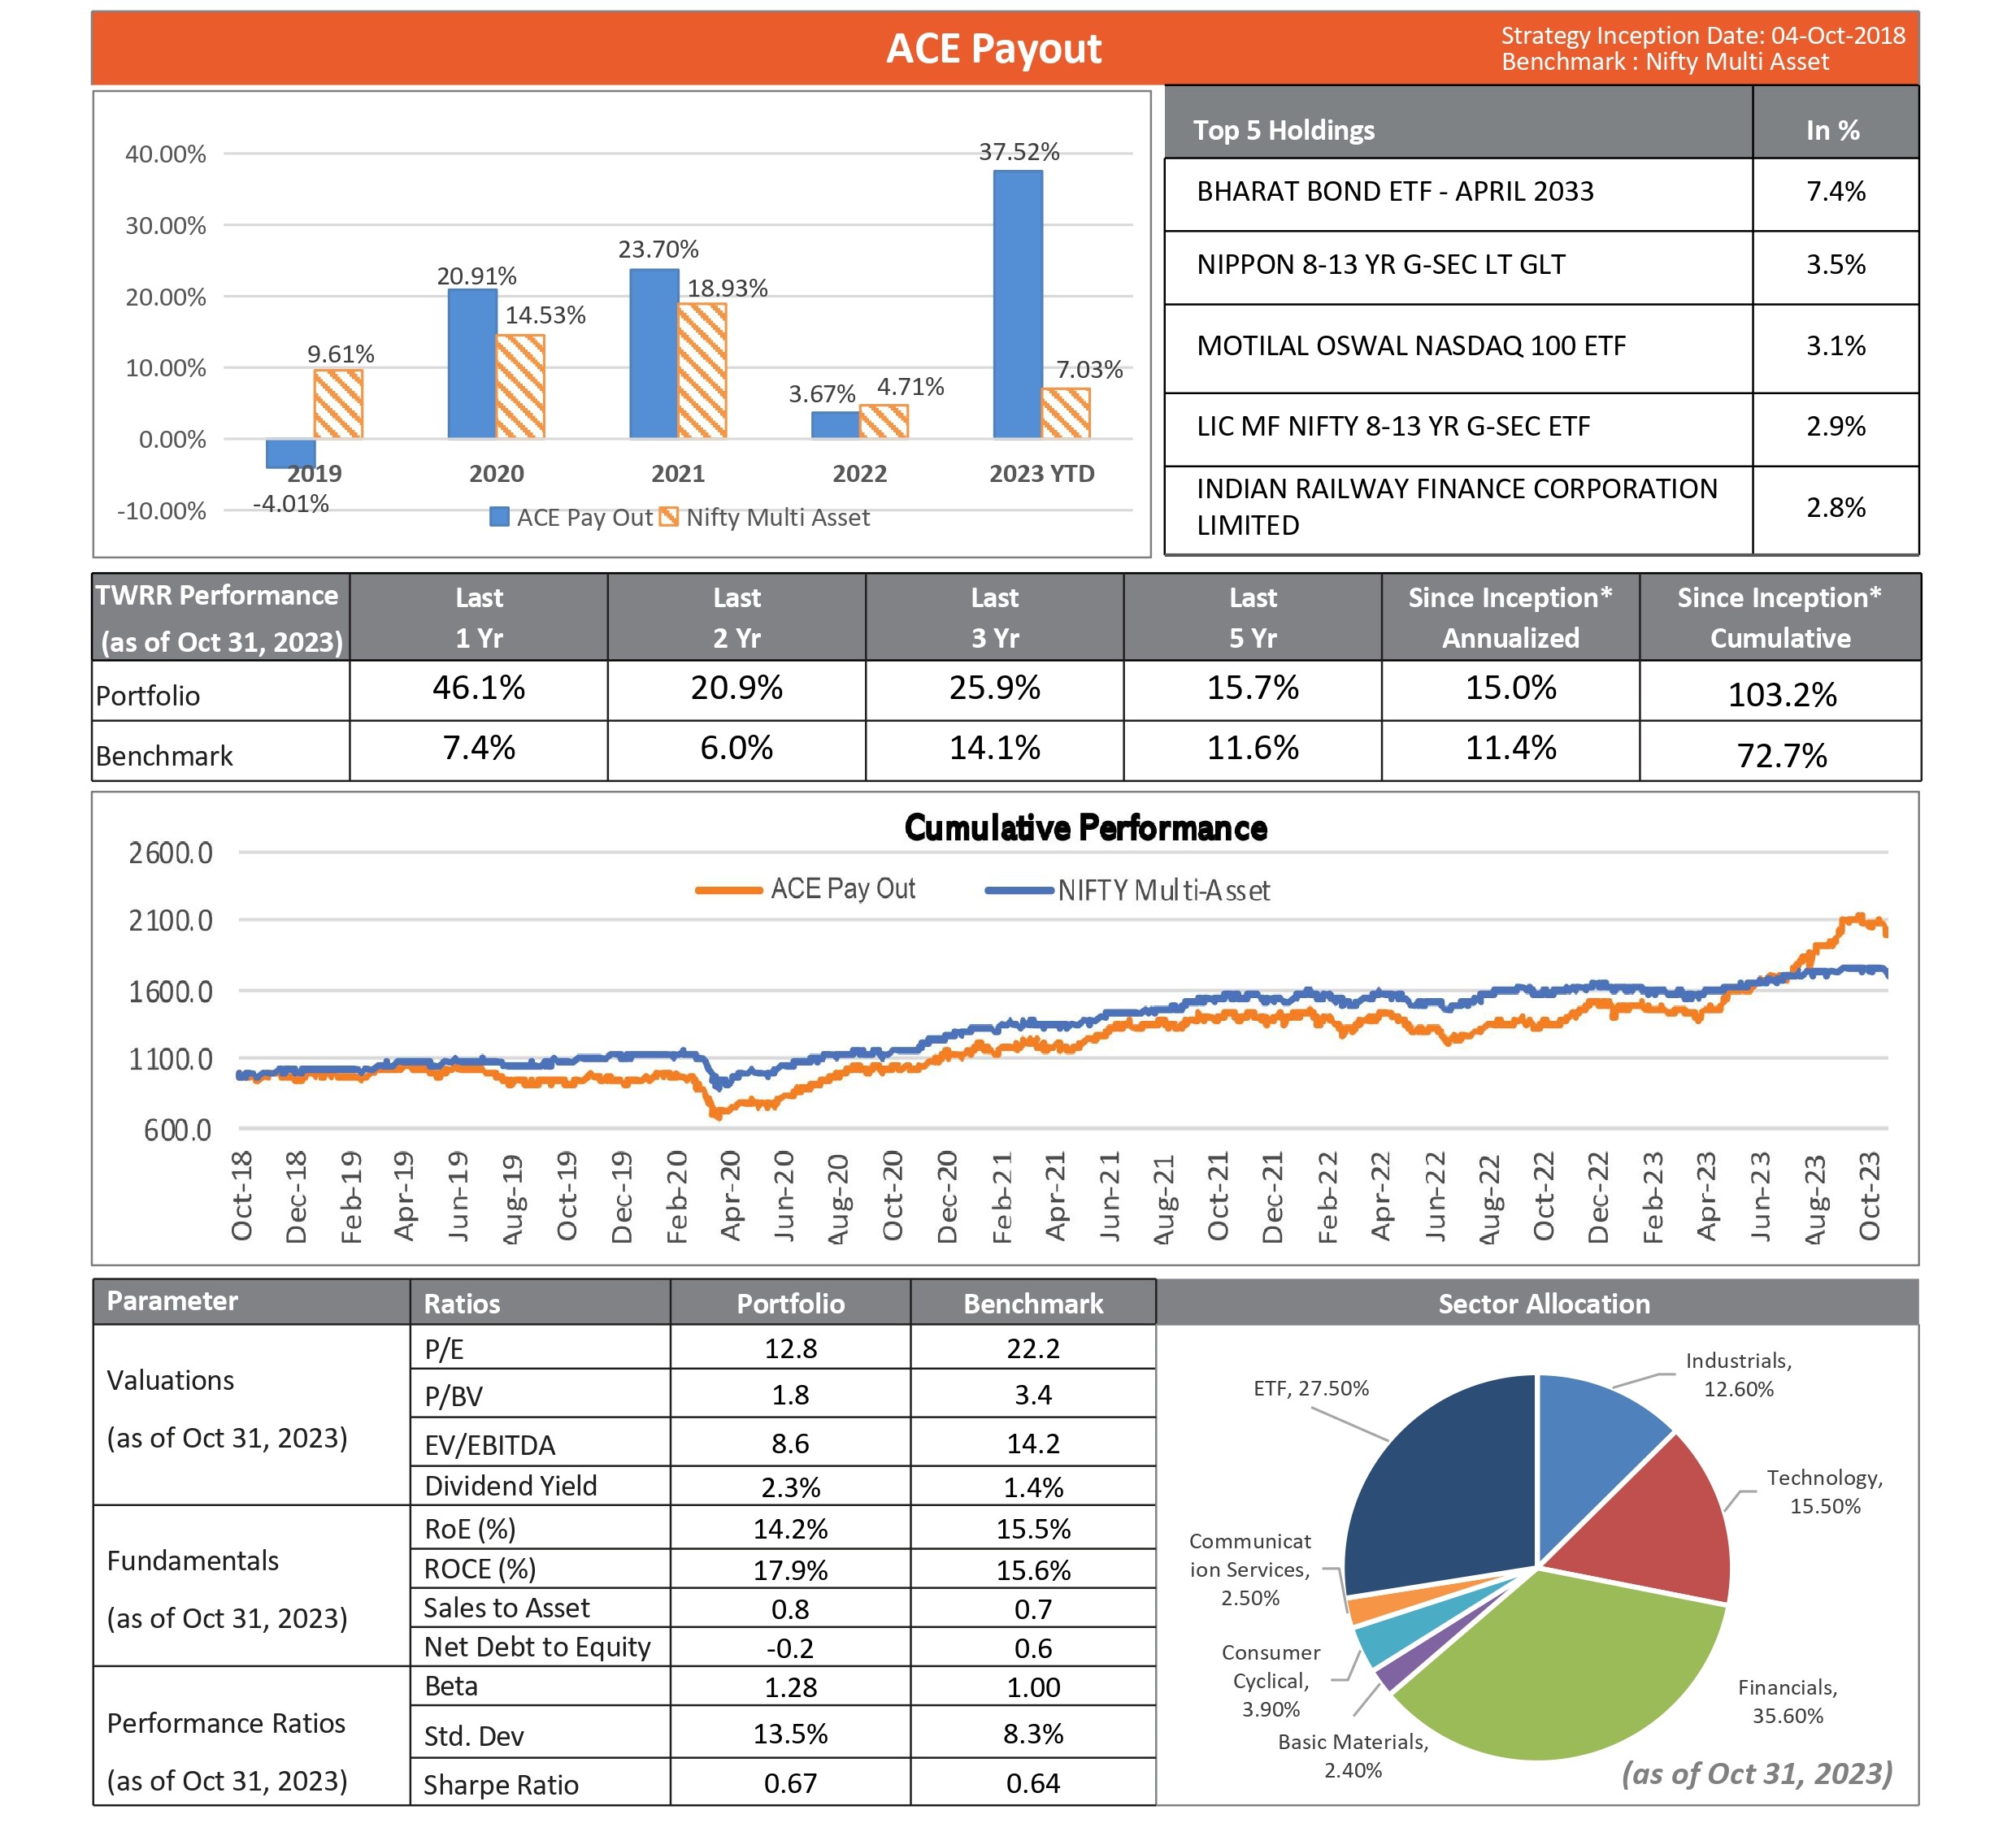 ACE Payout
Strategy Inception Date: 04-Oct-2018
Benchmark : Nifty Multi Asset
40.00%
30.00%
20.00%
10.00%
0.00%
-10.00%
-4.01%
9.61%
20.91%
14.53%
23.70%
18.93%
3.67%
4.71%
37.52%
7.03%
2019 2020 2021 2022 2023 YTD
ACE Pay Out Nifty Multi Asset
Top 5 Holdings In %
BHARAT BOND ETF - APRIL 2033 7.4%
NIPPON 8-13 YR G-SEC LT GLT 3.5%
MOTILAL OSWAL NASDAQ 100 ETF 3.1%
LIC MF NIFTY 8-13 YR G-SEC ETF 2.9%
INDIAN RAILWAY FINANCE CORPORATION
LIMITED 2.8%
TWRR Performance Last Last Last Last Since Inception* Since Inception*
(as of Oct 31, 2023) 1 Yr 2 Yr 3 Yr 5 Yr Annualized Cumulative
Portfolio 46.1% 20.9% 25.9% 15.7% 15.0% 103.2%
Benchmark 7.4% 6.0% 14.1% 11.6% 11.4% 72.7%
Cumulative Performance
ACE Pay Out NIFTY Multi-Asset
2600.0
2100.0
1600.0
1100.0
600.0
Oct-18 Dec-18 Feb-19 Apr-19 Jun-19 Aug-19 Oct-19 Dec-19 Feb-20 Apr-20 Jun-20 Aug-20 Oct-20 Dec-20 Feb-21 Apr-21 Jun-21 Aug-21 Oct-21 Dec-21 Feb-22 Apr-22 Jun-22 Aug-22 Oct-22 Dec-22 Feb-23 Apr-23 Jun-23 Aug-23 Oct-23
Parameter Ratios Portfolio Benchmark
Valuations
(as of Oct 31, 2023)
P/E 12.8 22.2
P/BV 1.8 3.4
EV/EBITDA 8.6 14.2
Dividend Yield 2.3% 1.4%
Fundamentals
(as of Oct 31, 2023)
RoE (%) 14.2% 15.5%
ROCE (%) 17.9% 15.6%
Sales to Asset 0.8 0.7
Net Debt to Equity -0.2 0.6
Performance Ratios
(as of Oct 31, 2023)
Beta 1.28 1.00
Std. Dev 13.5% 8.3%
Sharpe Ratio 0.67 0.64
Sector Allocation
Industrials,
12.60%
Technology,
15.50%
Financials,
35.60%
Basic Materials,
2.40%
Consumer
Cyclical,
3.90%
Communicat
ion Services,
2.50%
ETF, 27.50%
(as of Oct 31, 2023)